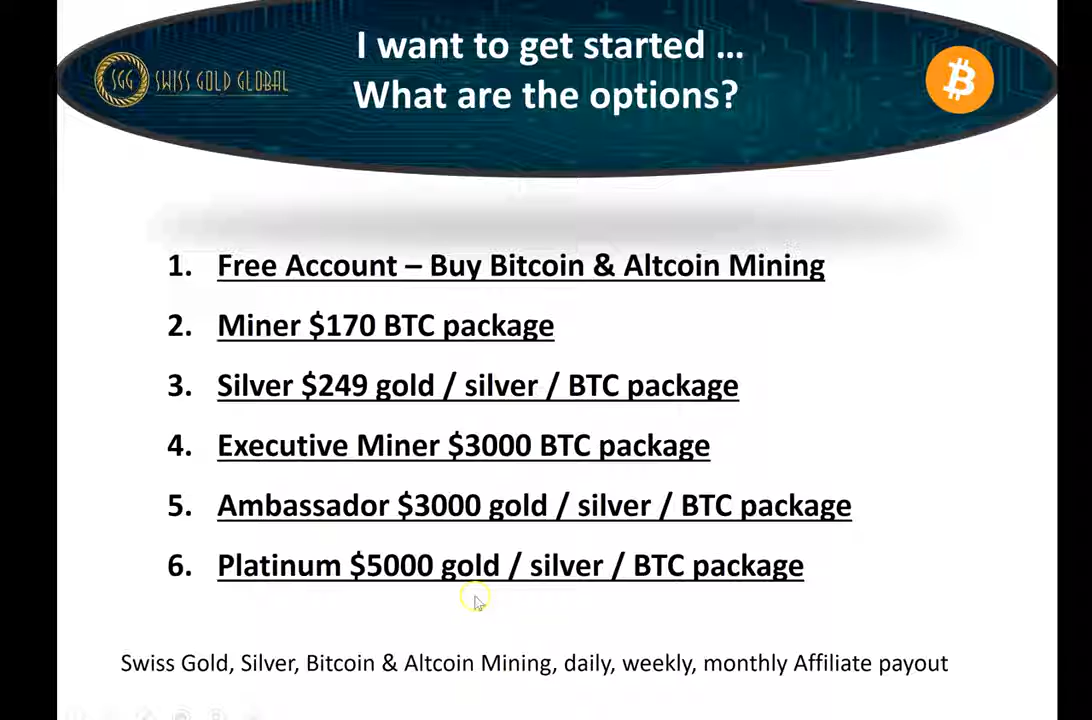 I want to get started ...
What are the options?
SGG SWISS GOLD GLOBAL
1. Free Account – Buy Bitcoin & Altcoin Mining
2. Miner $170 BTC package
3. Silver $249 gold / silver / BTC package
4. Executive Miner $3000 BTC package
5. Ambassador $3000 gold / silver / BTC package
6. Platinum $5000 gold / silver / BTC package
Swiss Gold, Silver, Bitcoin & Altcoin Mining, daily, weekly, monthly Affiliate payout